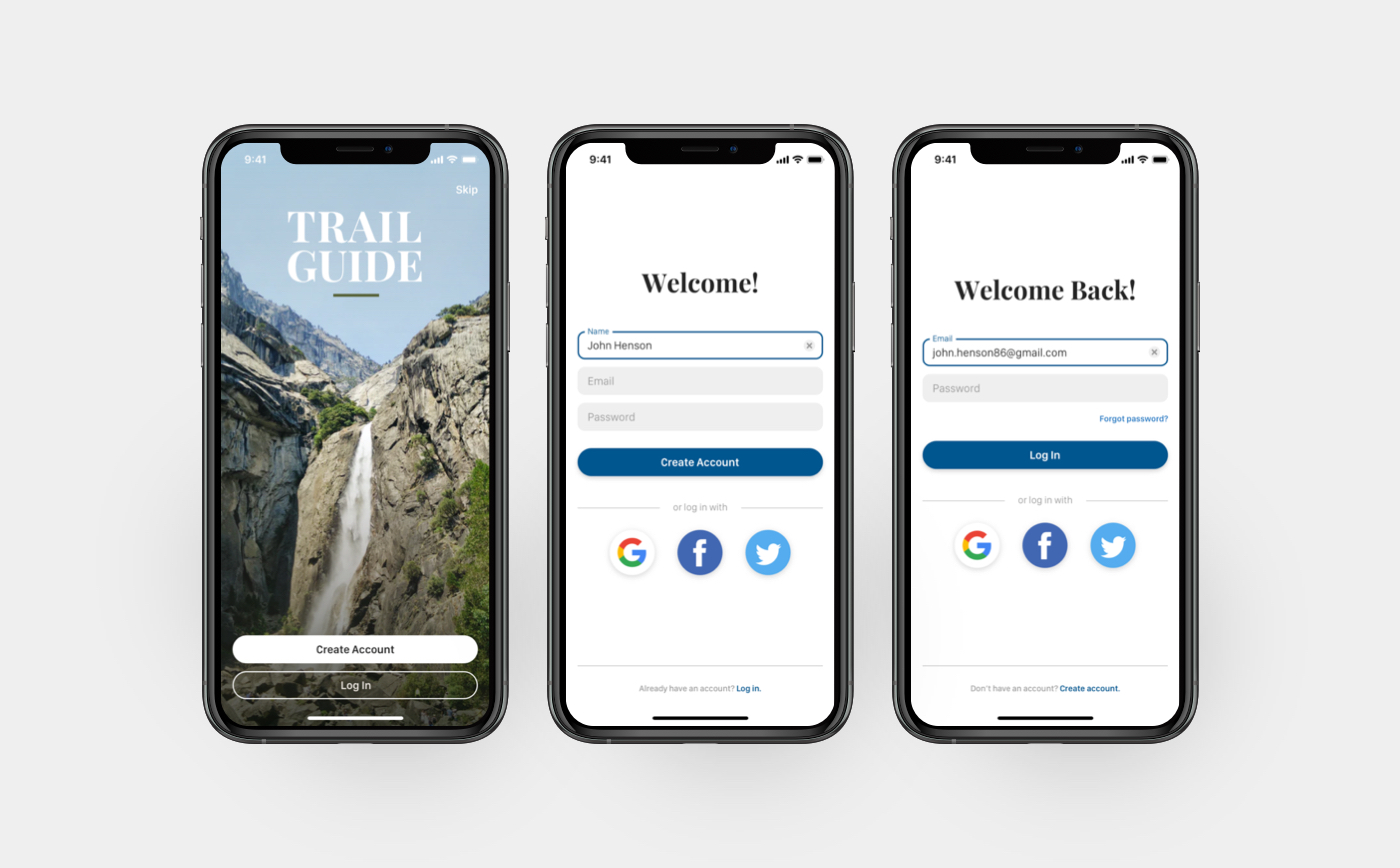 9:41
Skip
TRAIL
GUIDE
Create Account
Log In
9:41
Welcome!
Name
John Henson
Email
Password
Create Account
or log in with
Already have an account? Log in.
9:41
Welcome Back!
Email
john.henson86@gmail.com
Password
Forgot password?
Log In
or log in with
Don't have an account? Create account.